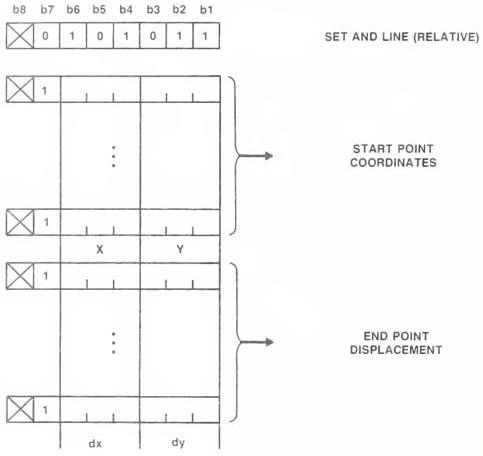 b8 b7 b6 b5 b4 b3 b2 b1
0 1 0 1 0 1 1 SET AND LINE (RELATIVE)
1
START POINT
COORDINATES
1
X Y
1
END POINT
DISPLACEMENT
1
dx dy